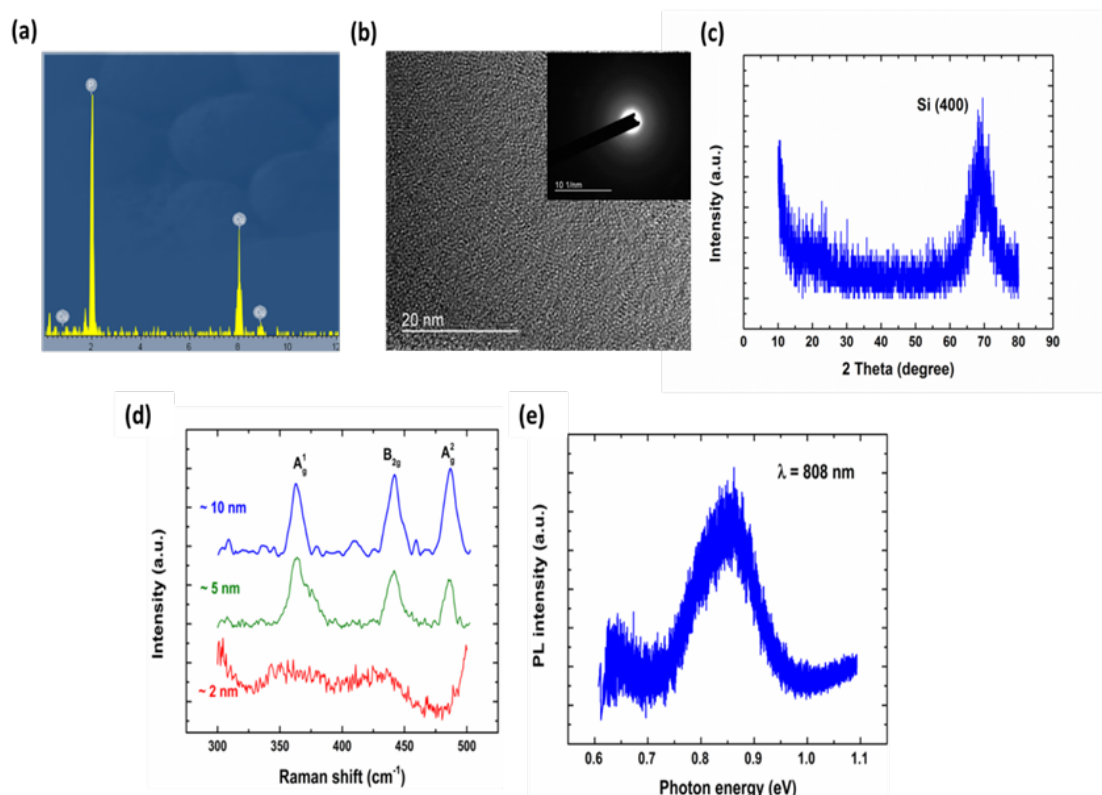 (a)
P
2
4
6
8
10
12
(b)
10 1/nm
20 nm
(c)
Si (400)
Intensity (a.u.)
10 20 30 40 50 60 70 80 90
2 Theta (degree)
(d)
A¹g
B2g
A²g
~ 10 nm
~ 5 nm
~ 2 nm
Intensity (a.u.)
300 350 400 450 500
Raman shift (cm⁻¹)
(e)
λ = 808 nm
PL intensity (a.u.)
0.6 0.7 0.8 0.9 1.0 1.1
Photon energy (eV)